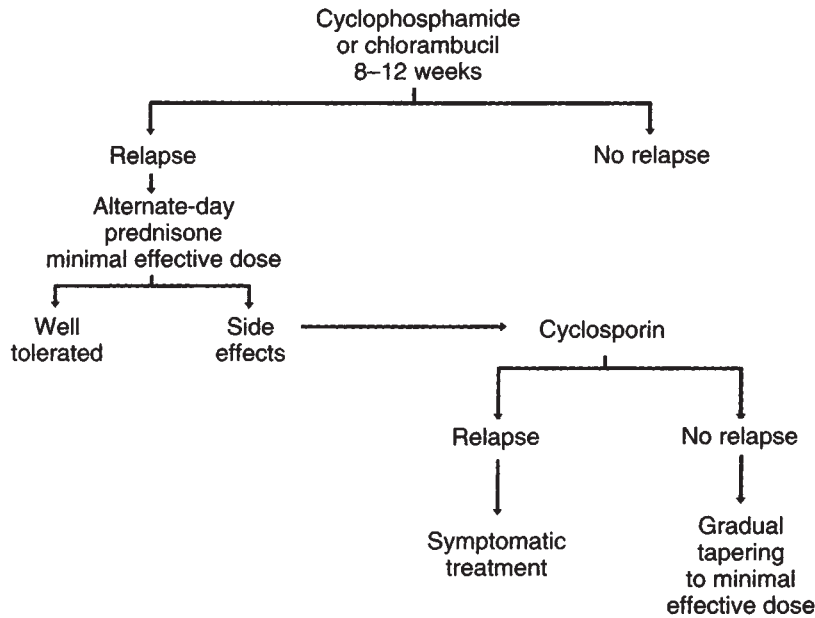 Cyclophosphamide
or chlorambucil
8–12 weeks
Relapse
No relapse
Alternate-day
prednisone
minimal effective dose
Well
tolerated
Side
effects
Cyclosporin
Relapse
No relapse
Symptomatic
treatment
Gradual
tapering
to minimal
effective dose